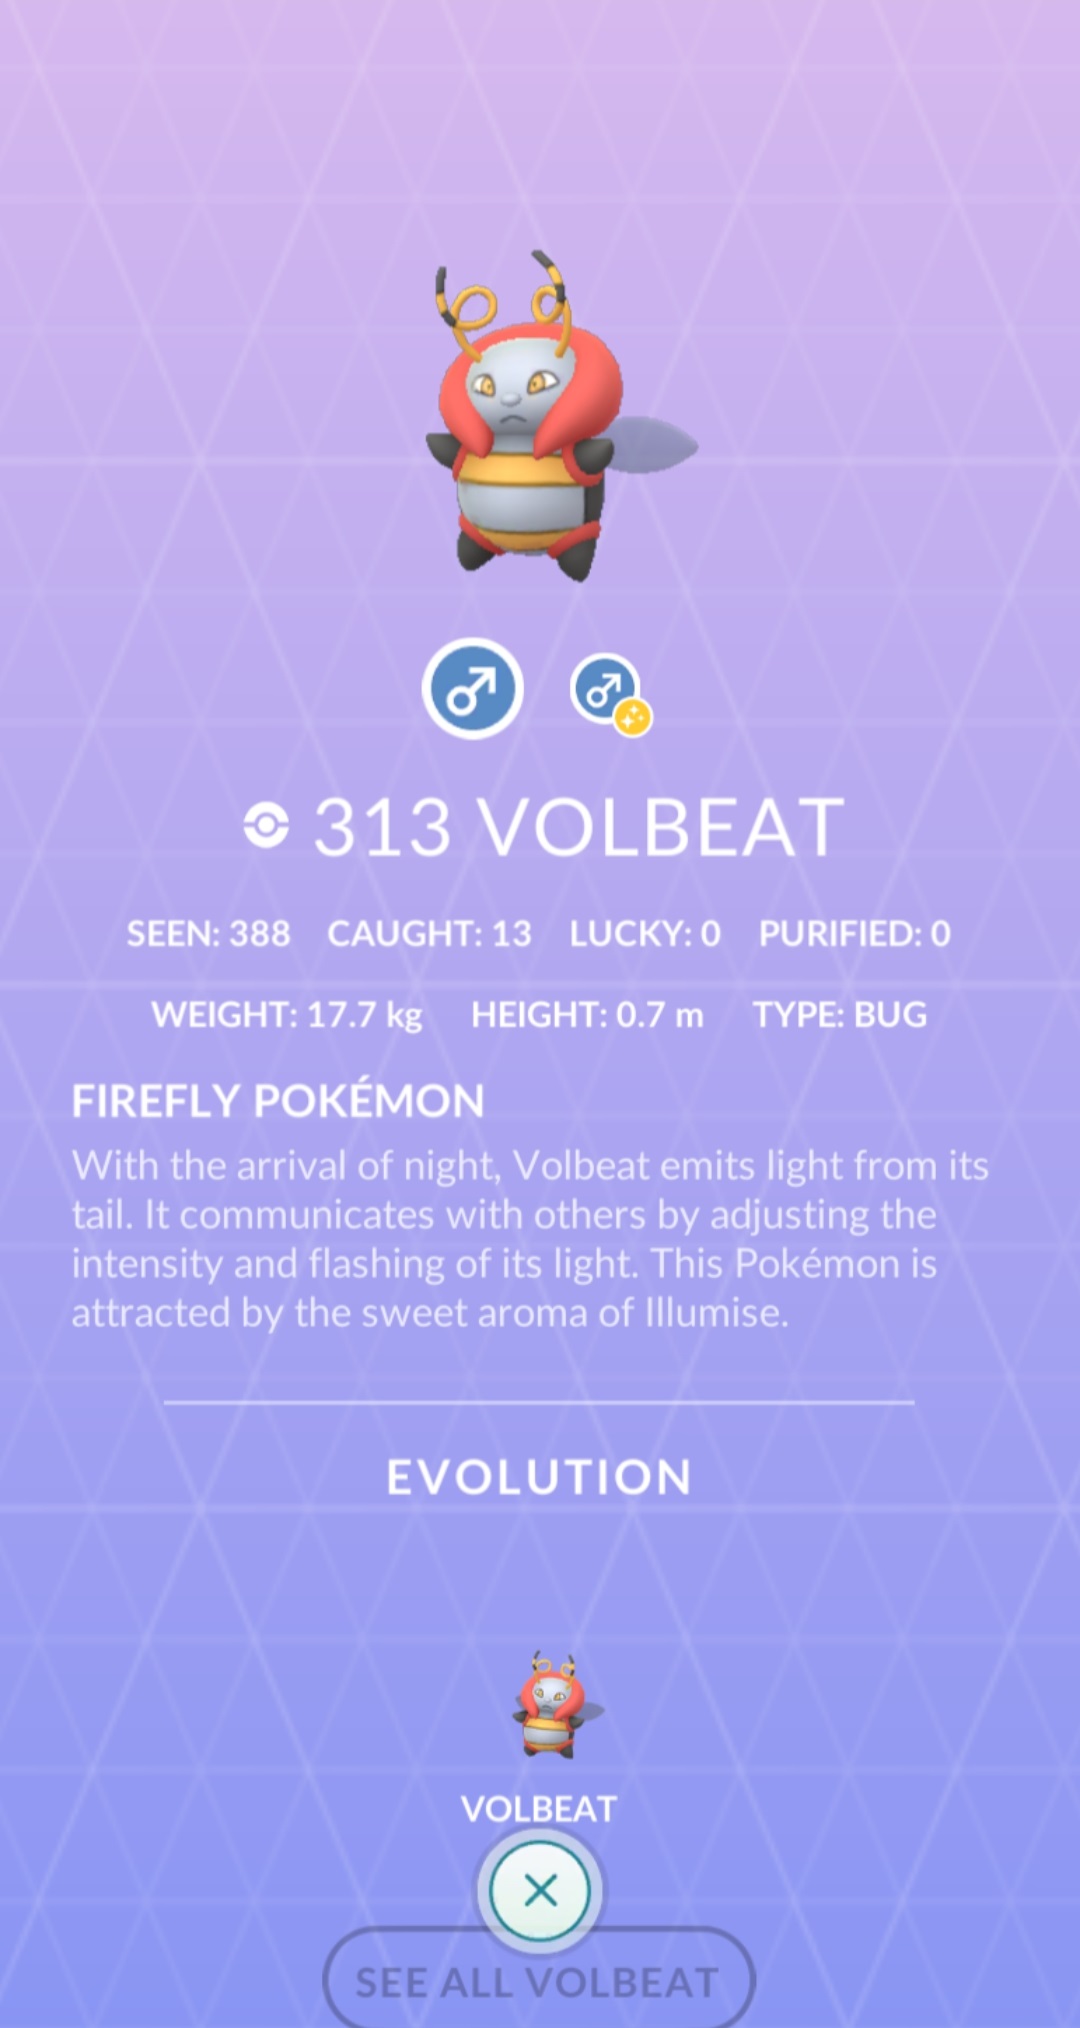 313 VOLBEAT
SEEN: 388 CAUGHT: 13 LUCKY: 0 PURIFIED: 0
WEIGHT: 17.7 kg HEIGHT: 0.7 m TYPE: BUG
FIREFLY POKÉMON
With the arrival of night, Volbeat emits light from its
tail. It communicates with others by adjusting the
intensity and flashing of its light. This Pokémon is
attracted by the sweet aroma of Illumise.
EVOLUTION
VOLBEAT
SEE ALL VOLBEAT